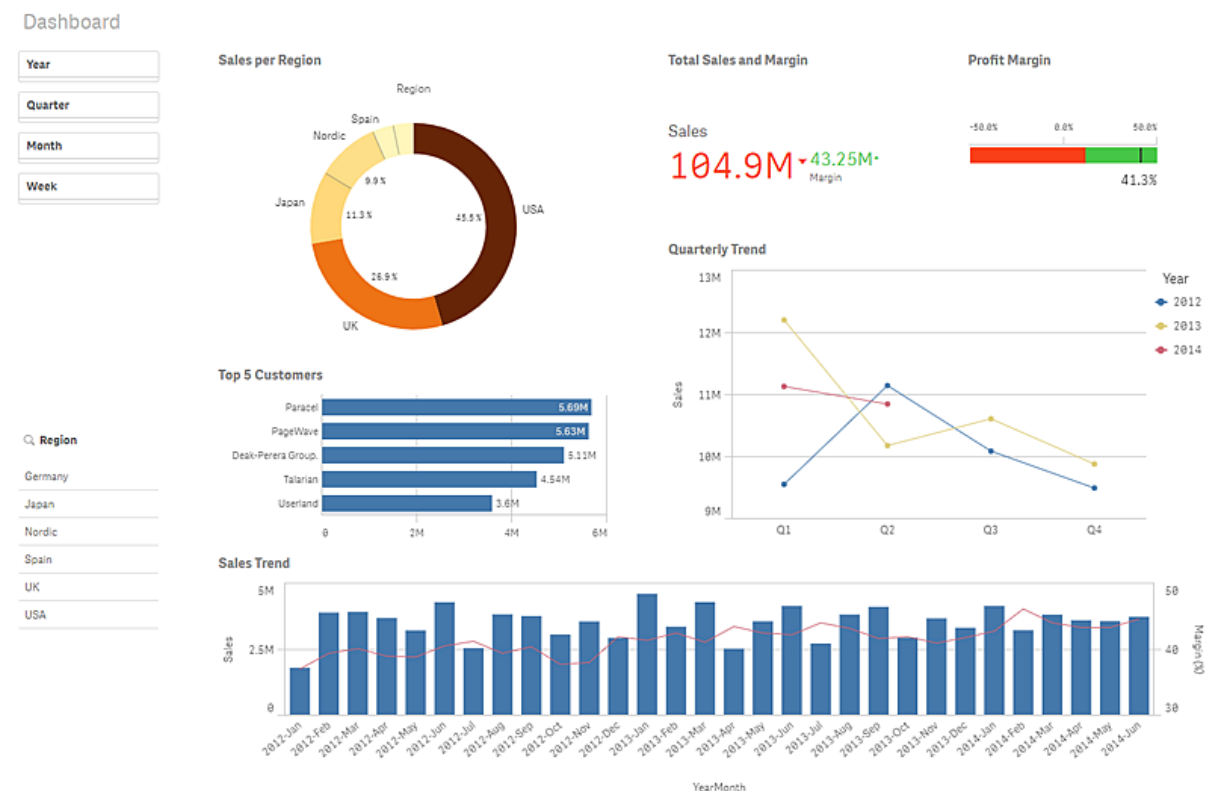 Dashboard
Year
Quarter
Month
Week
Region
Germany
Japan
Nordic
Spain
UK
USA
Sales per Region
Region
Spain
Nordic
Japan
USA
UK
9.9%
11.3%
45.5%
26.9%
Total Sales and Margin
Sales
104.9M
43.25M
Margin
Profit Margin
-50.0% 0.0% 50.0%
41.3%
Top 5 Customers
Paracel 5.69M
PageWave 5.63M
Deak-Perera Group. 5.11M
Talarian 4.54M
Userland 3.6M
0 2M 4M 6M
Quarterly Trend
13M
12M
11M
10M
9M
Sales
Q1 Q2 Q3 Q4
Year
2012
2013
2014
Sales Trend
5M
2.5M
0
Sales
50
40
30
Margin (%)
2012-Jan 2012-Feb 2012-Mar 2012-Apr 2012-May 2012-Jun 2012-Jul 2012-Aug 2012-Sep 2012-Oct 2012-Nov 2012-Dec 2013-Jan 2013-Feb 2013-Mar 2013-Apr 2013-May 2013-Jun 2013-Jul 2013-Aug 2013-Sep 2013-Oct 2013-Nov 2013-Dec 2014-Jan 2014-Feb 2014-Mar 2014-Apr 2014-May 2014-Jun
YearMonth